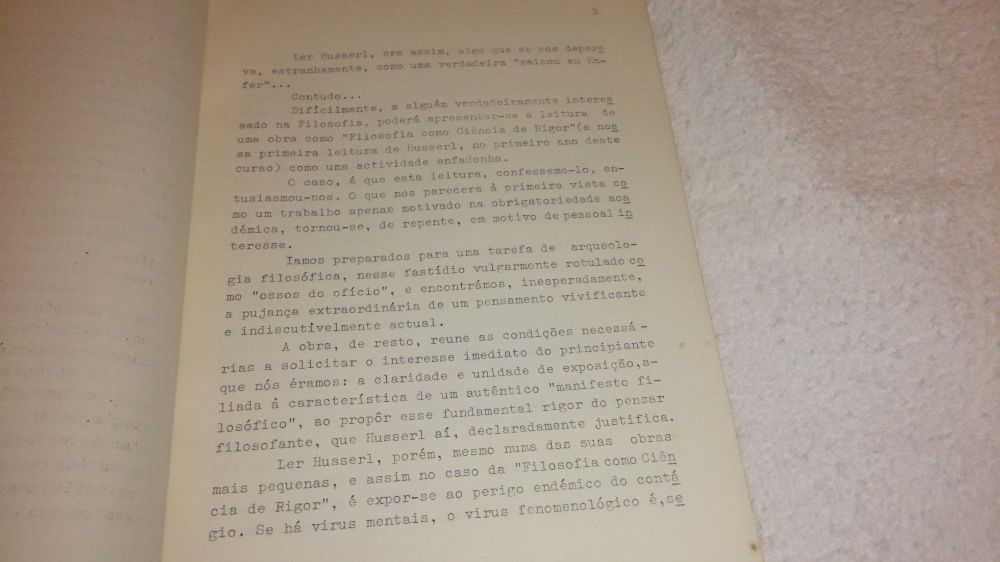 3
Ler Husserl, era assim, algo que se nos depara
va, estranhamente, como uma verdadeira "saison en En-
fer"...
Contudo...
Dificilmente, a alguém verdadeiramente interes
sado na Filosofia, poderá apresentar-se a leitura de
uma obra como "Filosofia como Ciência de Rigor"(a nos
sa primeira leitura de Husserl, no primeiro ano deste
curso) como uma actividade enfadonha.
O caso, é que esta leitura, confessemo-lo, en-
tusiasmou-nos. O que nos parecera à primeira vista co
mo um trabalho apenas motivado na obrigatoriedade aca
démica, tornou-se, de repente, em motivo de pessoal in
teresse.
Iamos preparados para uma tarefa de arqueolo-
gia filosófica, nesse fastídio vulgarmente rotulado co
mo "ossos do ofício", e encontrámos, inesperadamente,
a pujança extraordinária de um pensamento vivificante
e indiscutívelmente actual.
A obra, de resto, reune as condições necessá-
rias a solicitar o interesse imediato do principiante
que nós éramos: a claridade e unidade de exposição,a-
liada à característica de um autêntico "manifesto fi-
losófico", ao propôr esse fundamental rigor do pensar
filosofante, que Husserl aí, declaradamente justifica.
Ler Husserl, porém, mesmo numa das suas obras
mais pequenas, e assim no caso da "Filosofia como Ciên
cia de Rigor", é expor-se ao perigo endémico do contá
gio. Se há virus mentais, o virus fenomenológico é,se